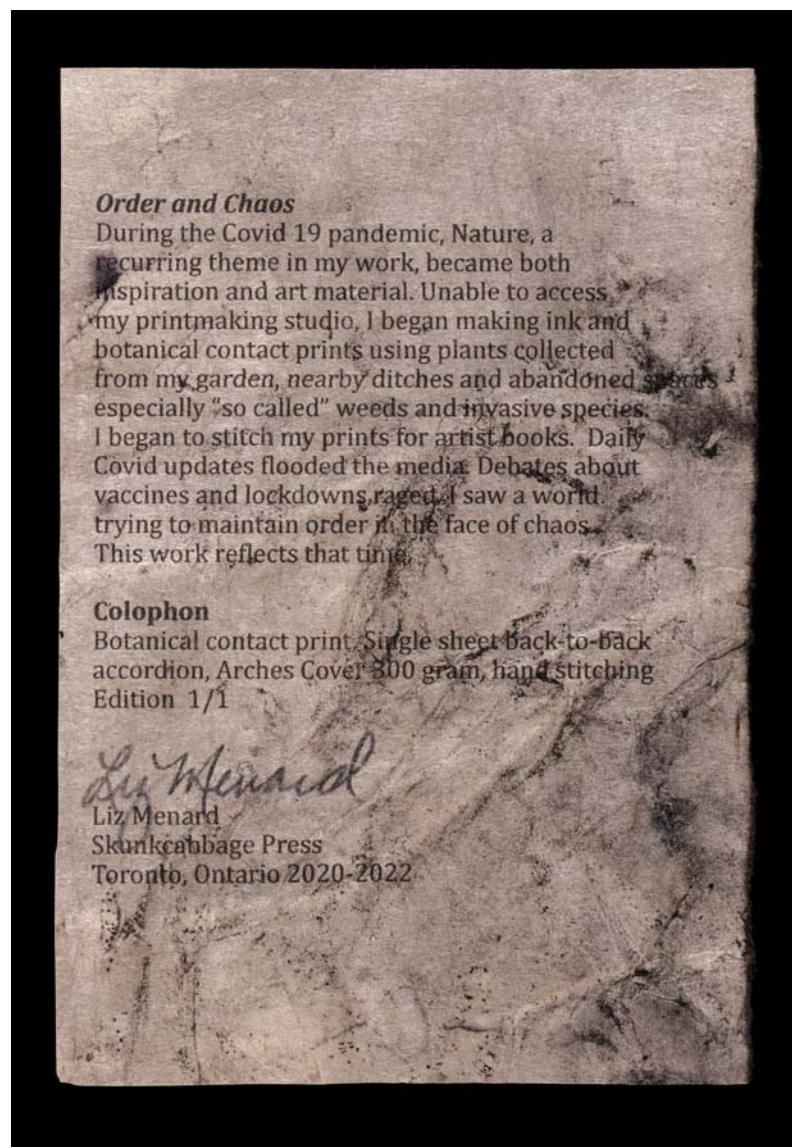 Order and Chaos
During the Covid 19 pandemic, Nature, a
recurring theme in my work, became both
inspiration and art material. Unable to access
my printmaking studio, I began making ink and
botanical contact prints using plants collected
from my garden, nearby ditches and abandoned spaces
especially “so called” weeds and invasive species.
I began to stitch my prints for artist books.  Daily
Covid updates flooded the media. Debates about
vaccines and lockdowns raged. I saw a world
trying to maintain order in the face of chaos.
This work reflects that time.
Colophon
Botanical contact print. Single sheet back-to-back
accordion, Arches Cover 300 gram, hand stitching
Edition  1/1
Liz Menard
Liz Menard
Skunkcabbage Press
Toronto, Ontario 2020-2022